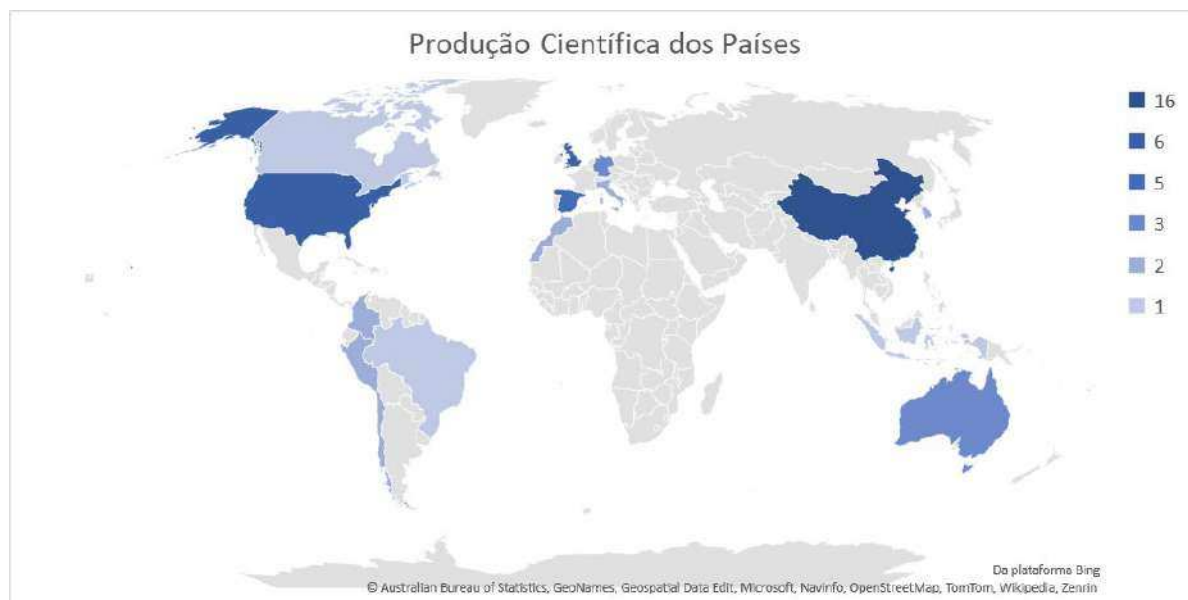 Produção Científica dos Países
16
6
5
3
2
1
Da plataforma Bing
© Australian Bureau of Statistics, GeoNames, Geospatial Data Edit, Microsoft, Navinfo, OpenStreetMap, TomTom, Wikipedia, Zenrin